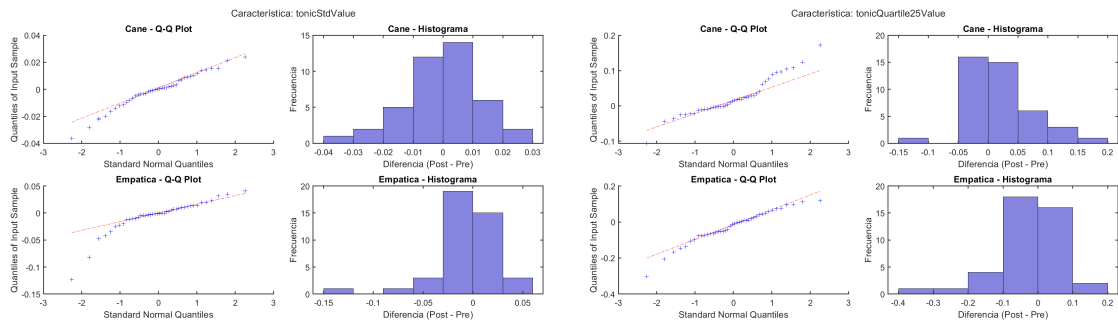 Característica: tonicStdValue
Cane - Q-Q Plot
Quantiles of Input Sample
0.04
0.02
0
-0.02
-0.04
-3 -2 -1 0 1 2 3
Standard Normal Quantiles
Cane - Histograma
Frecuencia
15
10
5
0
-0.04 -0.03 -0.02 -0.01 0 0.01 0.02 0.03
Diferencia (Post - Pre)
Empatica - Q-Q Plot
Quantiles of Input Sample
0.05
0
-0.05
-0.1
-0.15
-3 -2 -1 0 1 2 3
Standard Normal Quantiles
Empatica - Histograma
Frecuencia
20
15
10
5
0
-0.15 -0.1 -0.05 0 0.05
Diferencia (Post - Pre)
Característica: tonicQuartile25Value
Cane - Q-Q Plot
Quantiles of Input Sample
0.2
0.1
0
0.1
-3 -2 -1 0 1 2 3
Standard Normal Quantiles
Cane - Histograma
Frecuencia
20
15
10
5
0
-0.15 -0.1 -0.05 0 0.05 0.1 0.15 0.2
Diferencia (Post - Pre)
Empatica - Q-Q Plot
Quantiles of Input Sample
0.2
0
-0.2
-0.4
-3 -2 -1 0 1 2 3
Standard Normal Quantiles
Empatica - Histograma
Frecuencia
20
15
10
5
0
-0.4 -0.3 -0.2 -0.1 0 0.1 0.2
Diferencia (Post - Pre)